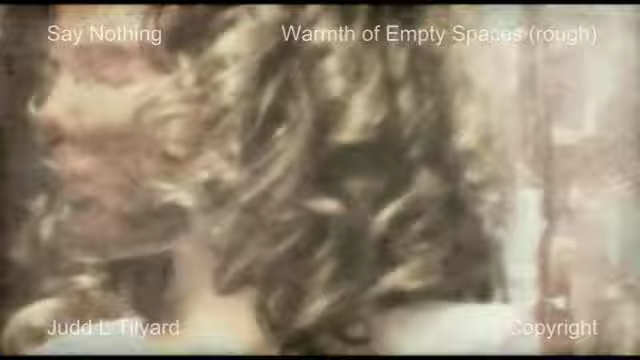 Say Nothing
Warmth of Empty Spaces (rough)
Judd L Tilyard
Copyright